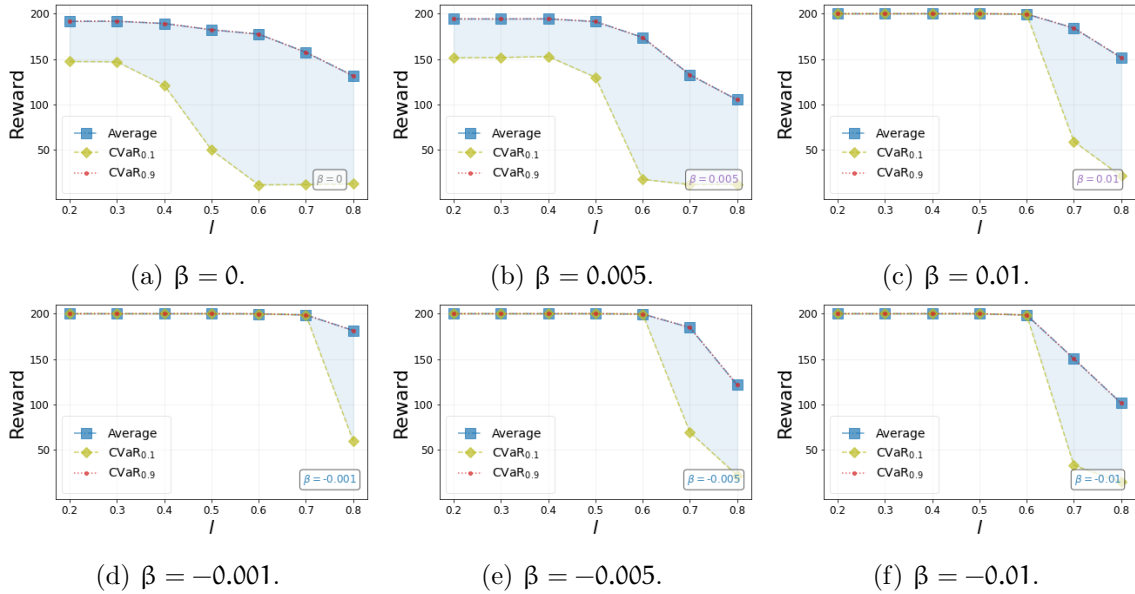 200
150
100
50
Reward
Average
CVaR0.1
CVaR0.9
β=0
0.2 0.3 0.4 0.5 0.6 0.7 0.8
l
(a) β = 0.
200
150
100
50
Reward
Average
CVaR0.1
CVaR0.9
β=0.005
0.2 0.3 0.4 0.5 0.6 0.7 0.8
l
(b) β = 0.005.
200
150
100
50
Reward
Average
CVaR0.1
CVaR0.9
β=0.01
0.2 0.3 0.4 0.5 0.6 0.7 0.8
l
(c) β = 0.01.
200
150
100
50
Reward
Average
CVaR0.1
CVaR0.9
β=-0.001
0.2 0.3 0.4 0.5 0.6 0.7 0.8
l
(d) β = −0.001.
200
150
100
50
Reward
Average
CVaR0.1
CVaR0.9
β=-0.005
0.2 0.3 0.4 0.5 0.6 0.7 0.8
l
(e) β = −0.005.
200
150
100
50
Reward
Average
CVaR0.1
CVaR0.9
β=-0.01
0.2 0.3 0.4 0.5 0.6 0.7 0.8
l
(f) β = −0.01.